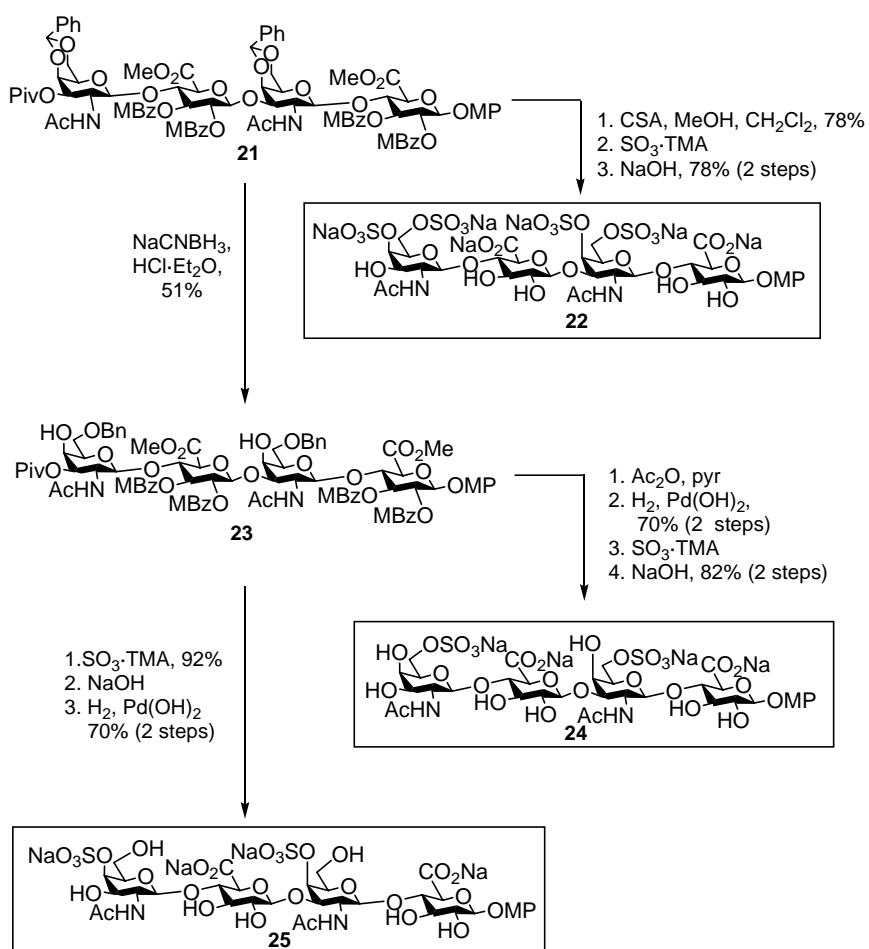 Ph
Ph
O
O
O
O
O
O
MeO₂C
O
MeO₂C
PivO
O
MBzO
O
O
O
MBzO
O
OMP
AcHN
MBzO
AcHN
MBzO
21
1. CSA, MeOH, CH₂Cl₂, 78%
2. SO₃·TMA
3. NaOH, 78% (2 steps)
NaCNBH₃,
HCl·Et₂O,
51%
NaO₃SO
OSO₃Na
NaO₃SO
OSO₃Na
NaO₂C
CO₂Na
HO
O
O
HO
O
O
O
O
HO
O
OMP
AcHN
HO
AcHN
HO
22
HO
OBn
MeO₂C
HO
OBn
CO₂Me
PivO
O
O
MBzO
O
O
O
O
MBzO
O
OMP
AcHN
MBzO
AcHN
MBzO
23
1. Ac₂O, pyr
2. H₂, Pd(OH)₂,
70% (2 steps)
3. SO₃·TMA
4. NaOH, 82% (2 steps)
1.SO₃·TMA, 92%
2. NaOH
3. H₂, Pd(OH)₂
70% (2 steps)
HO
OSO₃Na
CO₂Na
HO
OSO₃Na
CO₂Na
HO
O
O
HO
O
O
O
O
HO
O
OMP
AcHN
HO
AcHN
HO
24
NaO₃SO
OH
NaO₂C
NaO₃SO
OH
CO₂Na
HO
O
O
HO
O
O
O
O
HO
O
OMP
AcHN
HO
AcHN
HO
25